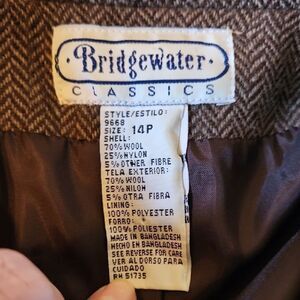 Bridgewater
CLASSICS
STYLE/ESTILO:
9668
SIZE: 14P
SHELL:
70% WOOL
25% NYLON
5% OTHER FIBRE
TELA EXTERIOR:
70% WOOL
25% NILOH
5% OTRA FIBRA
LINING:
100% POLYESTER
FORRO:
100% POLIESTER
MADE IN BANGLADESH
HECHO EN BANGLADESH
SEE REVERSE FOR CARE
VER AL DORSO PARA
CUIDADO
RN 51735